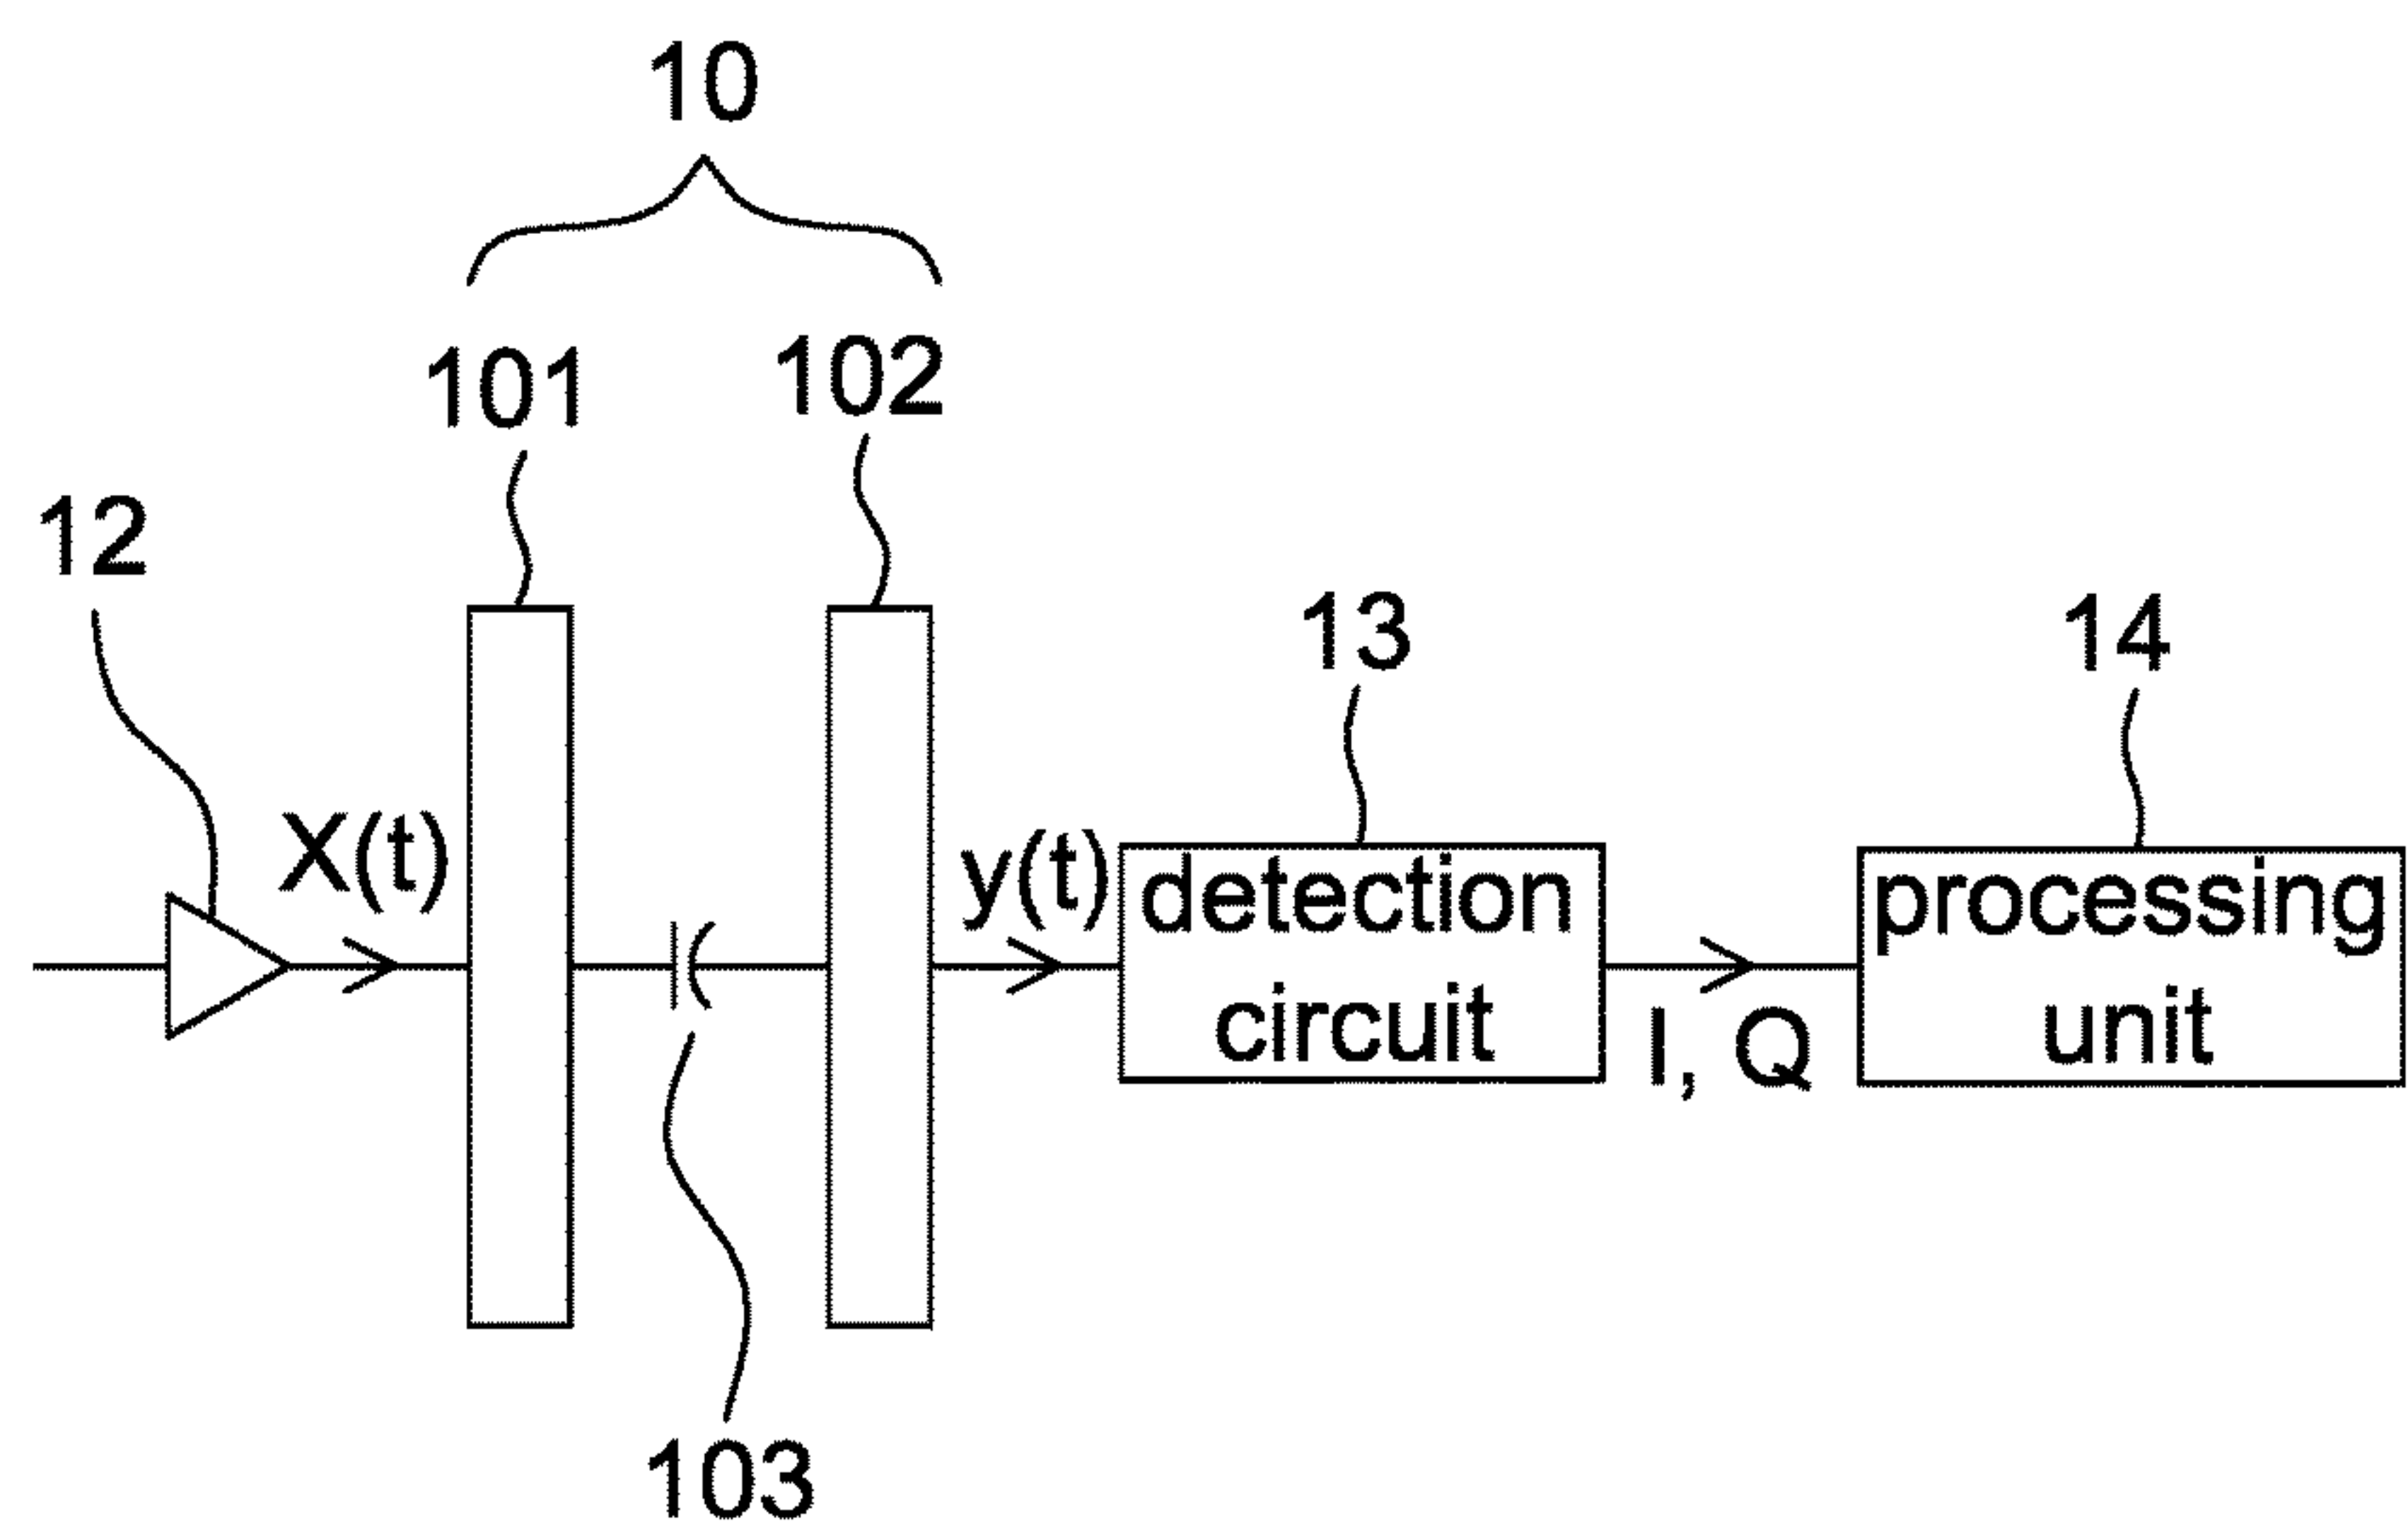 10
101
102
12
13
14
X(t)
y(t)
detection
circuit
I, Q
processing
unit
103